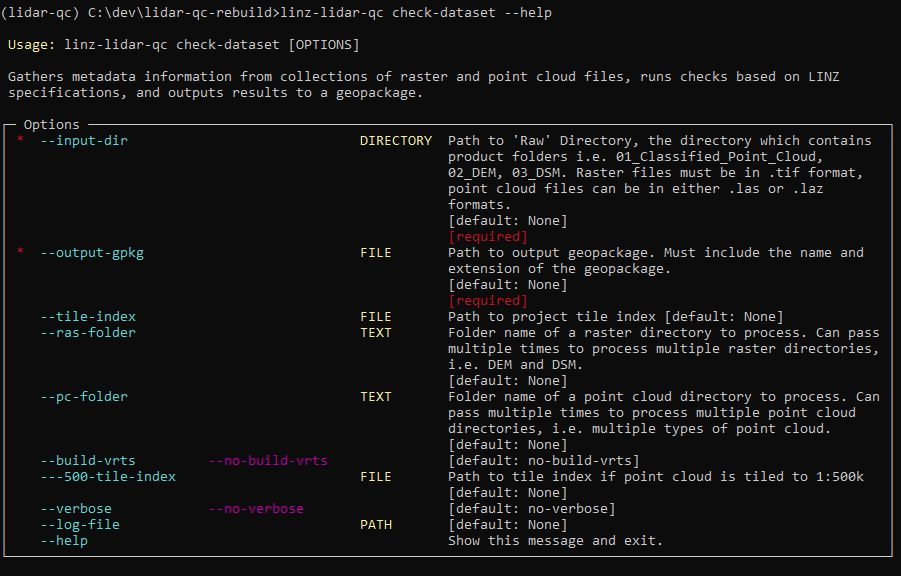 (lidar-qc) C:\dev\lidar-qc-rebuild>linz-lidar-qc check-dataset --help
Usage: linz-lidar-qc check-dataset [OPTIONS]
Gathers metadata information from collections of raster and point cloud files, runs checks based on LINZ
specifications, and outputs results to a geopackage.
Options
* --input-dir DIRECTORY Path to 'Raw' Directory, the directory which contains
product folders i.e. 01_Classified_Point_Cloud,
02_DEM, 03_DSM. Raster files must be in .tif format,
point cloud files can be in either .las or .laz
formats.
[default: None]
[required]
* --output-gpkg FILE Path to output geopackage. Must include the name and
extension of the geopackage.
[default: None]
[required]
--tile-index FILE Path to project tile index [default: None]
--ras-folder TEXT Folder name of a raster directory to process. Can pass
multiple times to process multiple raster directories,
i.e. DEM and DSM.
[default: None]
--pc-folder TEXT Folder name of a point cloud directory to process. Can
pass multiple times to process multiple point cloud
directories, i.e. multiple types of point cloud.
[default: None]
--build-vrts --no-build-vrts [default: no-build-vrts]
---500-tile-index FILE Path to tile index if point cloud is tiled to 1:500k
[default: None]
--verbose --no-verbose [default: no-verbose]
--log-file PATH [default: None]
--help Show this message and exit.